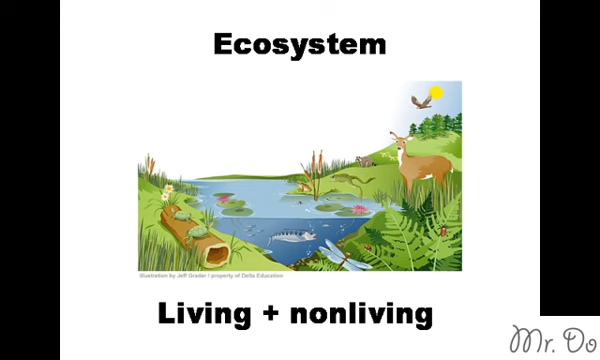 Ecosystem
Illustration by Jeff Grader / property of Delta Education
Living + nonliving
Mr. Do